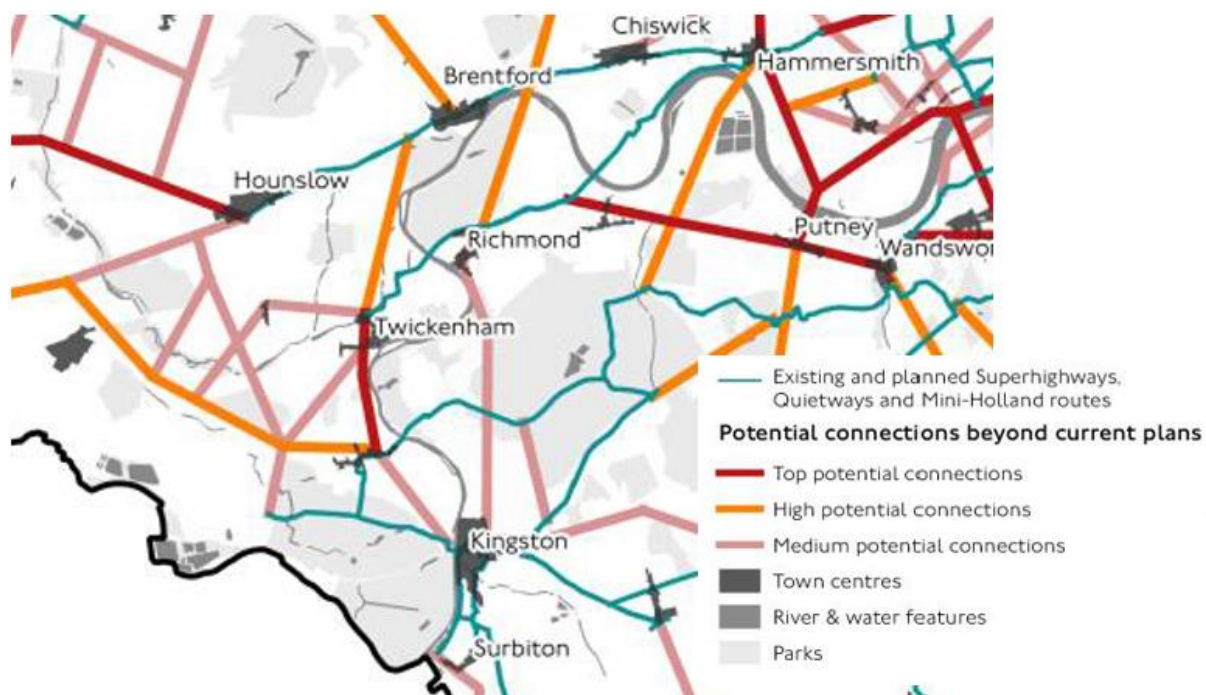 Chiswick
Hammersmith
Brentford
Hounslow
Richmond
Putney
Wandswor
Twickenham
Existing and planned Superhighways,
Quietways and Mini-Holland routes
Potential connections beyond current plans
Top potential connections
High potential connections
Medium potential connections
Kingston
Town centres
River & water features
Surbiton
Parks